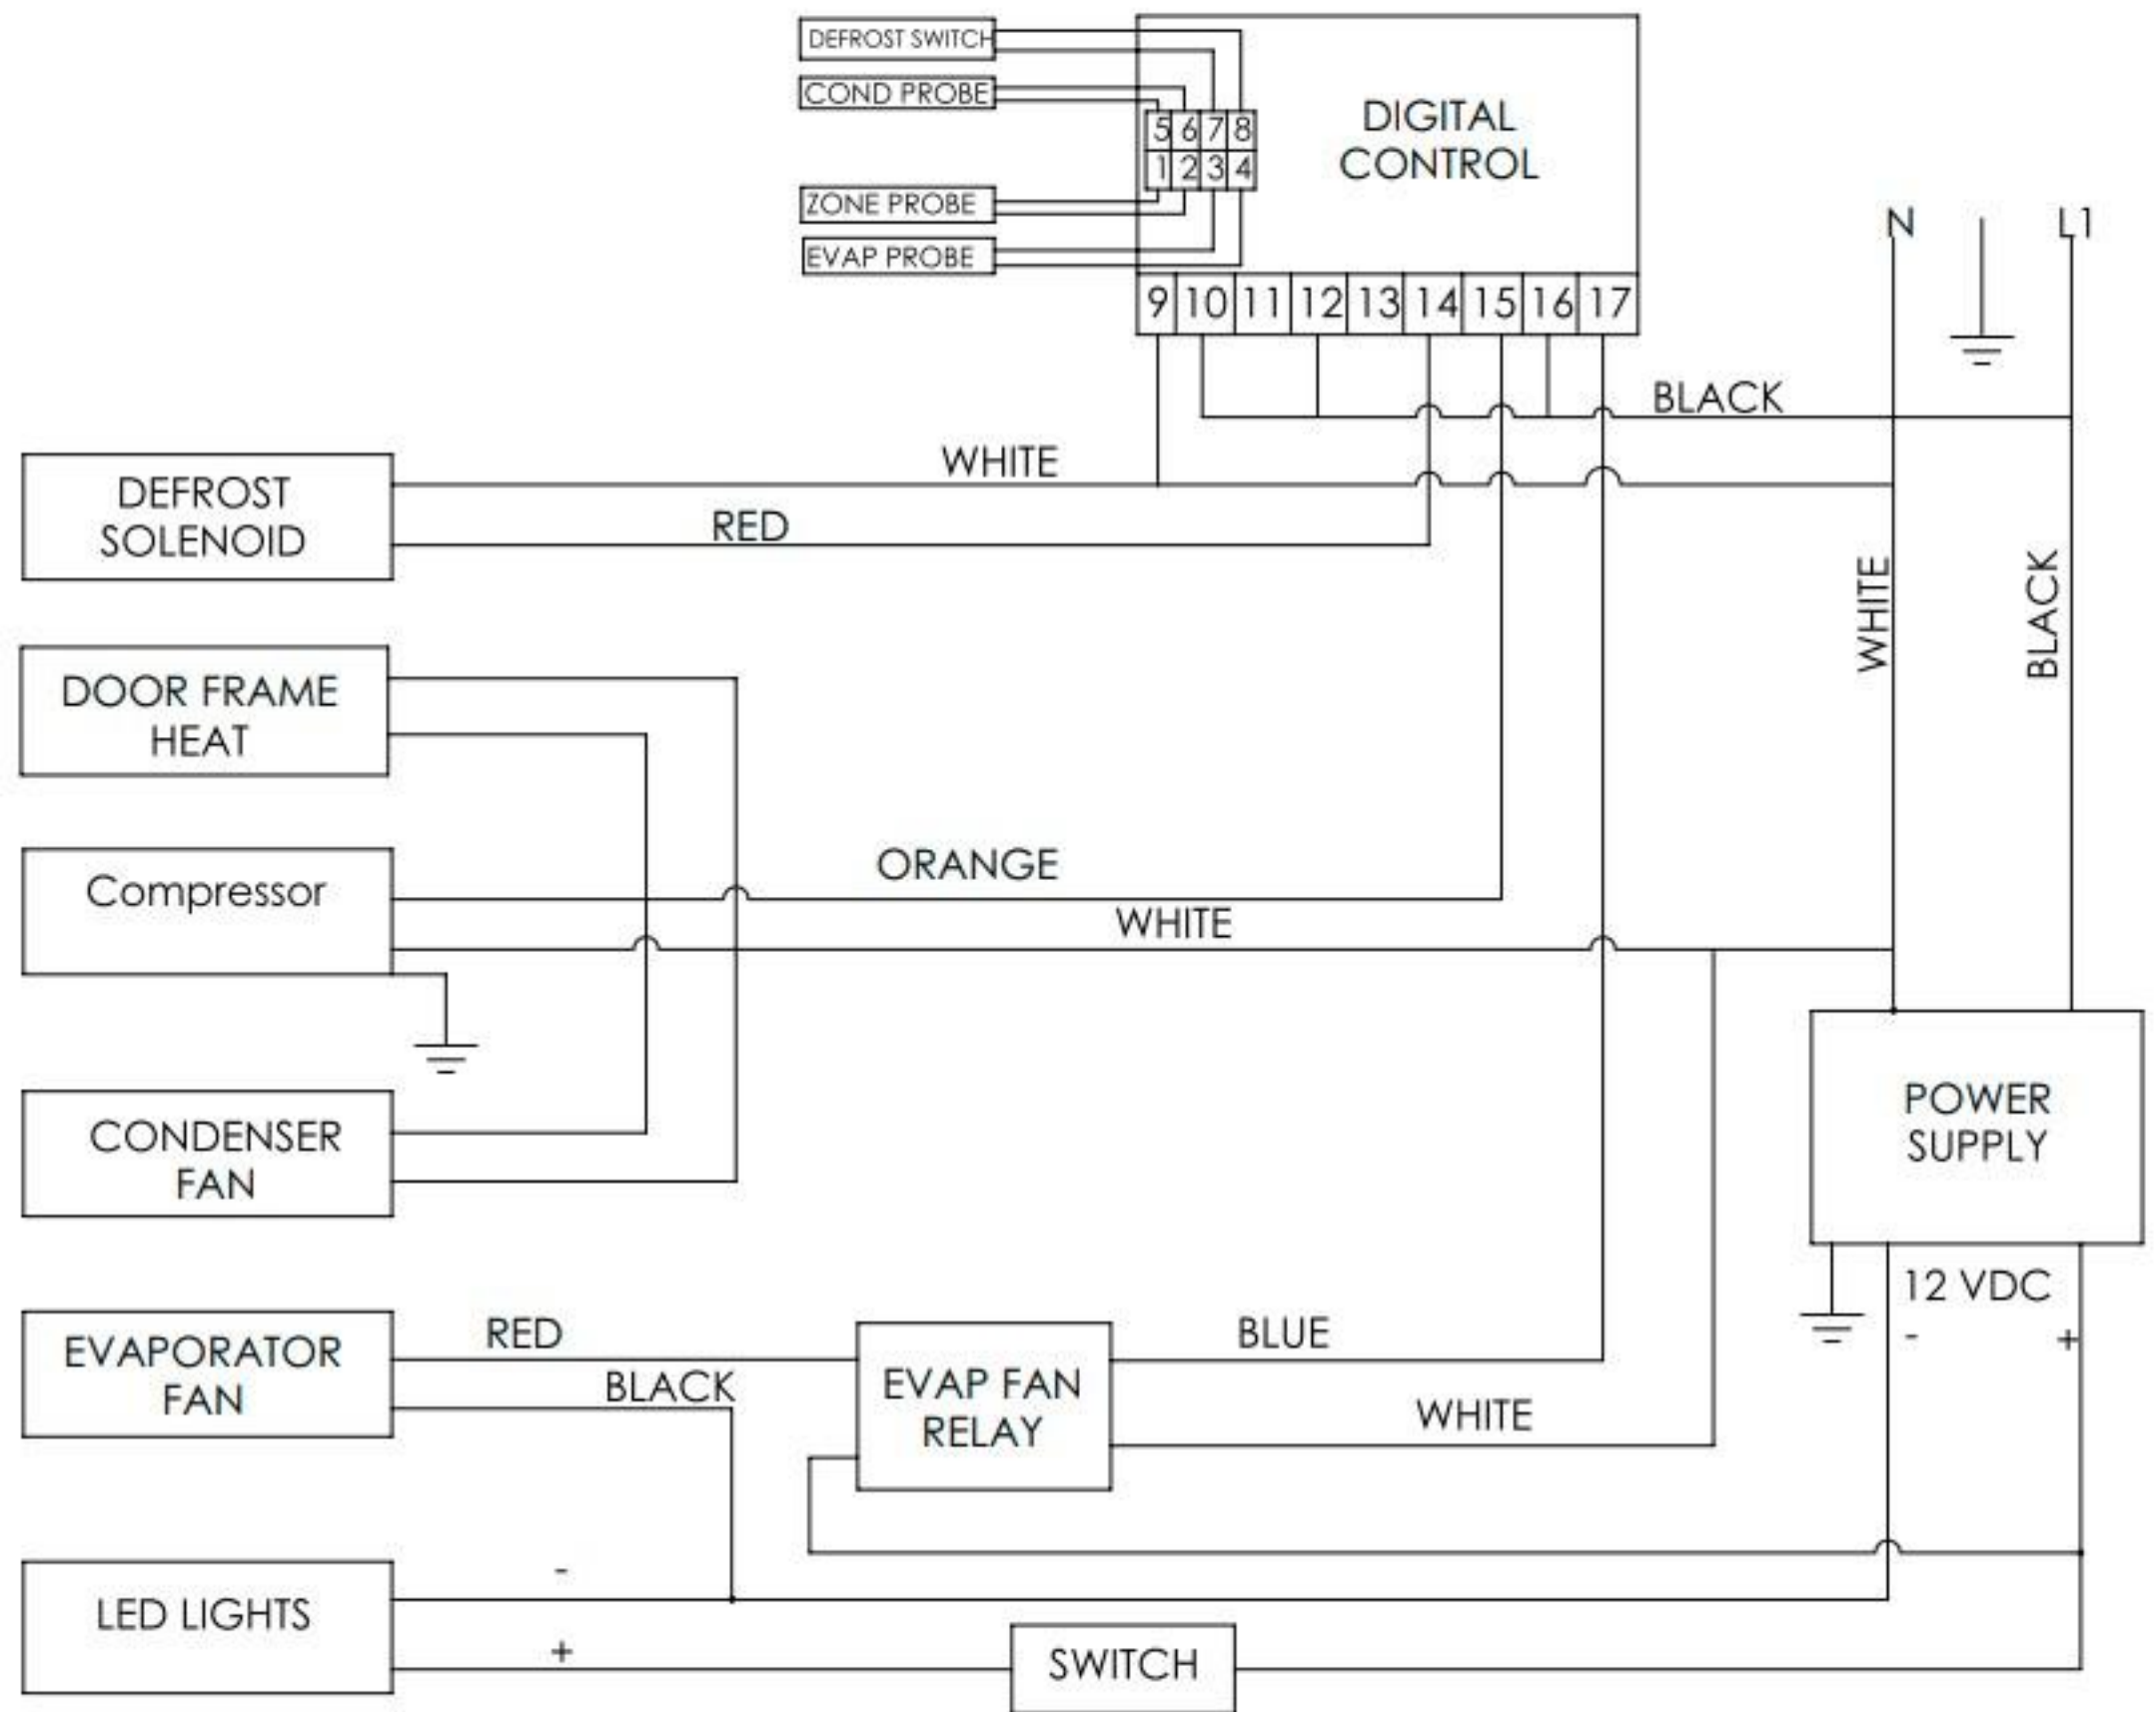 DEFROST SWITCH
COND PROBE
5 6 7 8
1 2 3 4
DIGITAL
CONTROL
ZONE PROBE
EVAP PROBE
N
L1
9 10 11 12 13 14 15 16 17
BLACK
WHITE
DEFROST
SOLENOID
RED
WHITE
BLACK
DOOR FRAME
HEAT
ORANGE
Compressor
WHITE
POWER
SUPPLY
CONDENSER
FAN
12 VDC
- +
RED
BLUE
EVAPORATOR
FAN
BLACK
EVAP FAN
RELAY
WHITE
-
LED LIGHTS
+
SWITCH